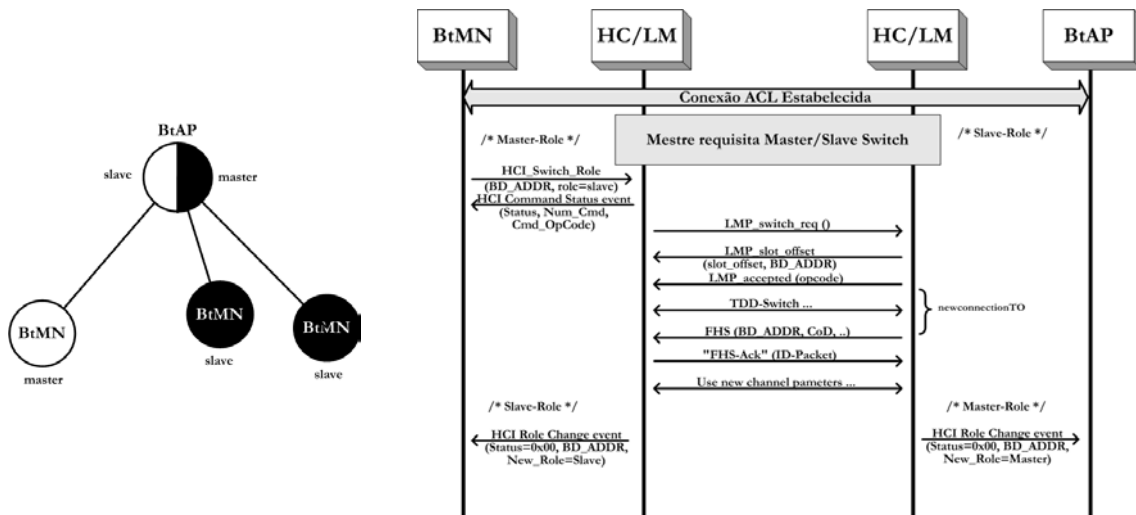 BtAP
slave
master
BtMN
master
BtMN
slave
BtMN
slave
BtMN
HC/LM
HC/LM
BtAP
Conexão ACL Estabelecida
/* Master-Role */
Mestre requisita Master/Slave Switch
/* Slave-Role */
HCI_Switch_Role
(BD_ADDR, role=slave)
HCI Command Status event
(Status, Num_Cmd,
Cmd_OpCode)
LMP_switch_req ()
LMP_slot_offset
(slot_offset, BD_ADDR)
LMP_accepted (opcode)
TDD-Switch ...
newconnectionTO
FHS (BD_ADDR, CoD, ..)
"FHS-Ack" (ID-Packet)
Use new channel pameters ...
/* Slave-Role */
/* Master-Role */
HCI Role Change event
(Status=0x00, BD_ADDR,
New_Role=Slave)
HCI Role Change event
(Status=0x00, BD_ADDR,
New_Role=Master)